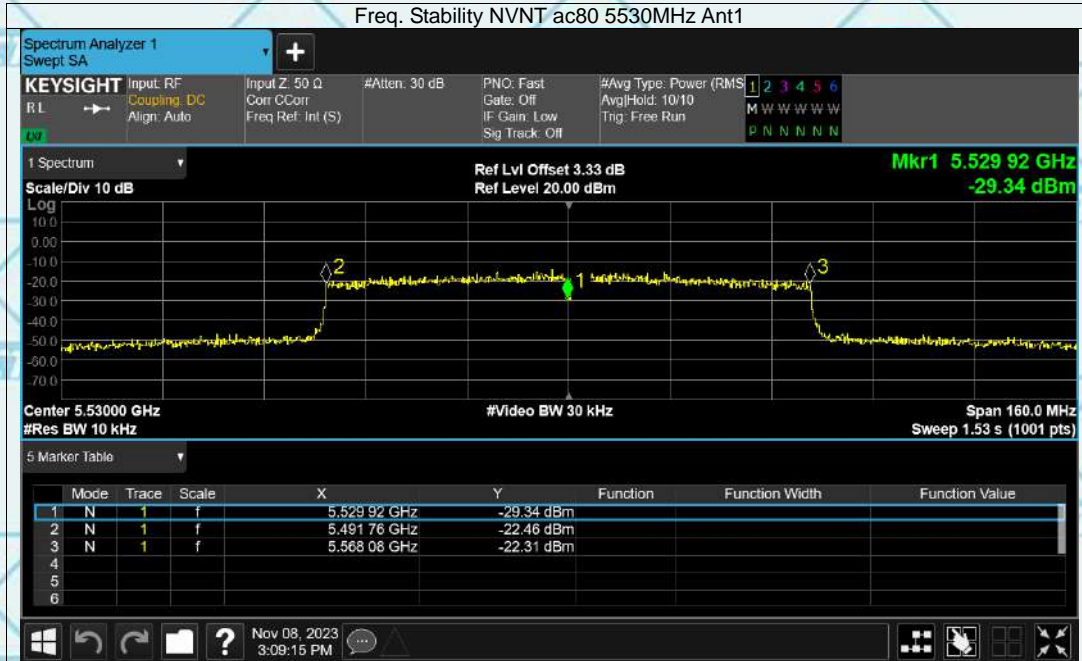 Freq. Stability NVNT ac80 5530MHz Ant1
Spectrum Analyzer 1
Swept SA
+
KEYSIGHT
RL
LXI
Input: RF
Coupling: DC
Align: Auto
Input Z: 50 Ω
Corr CCorr
Freq Ref: Int (S)
#Atten: 30 dB
PNO: Fast
Gate: Off
IF Gain: Low
Sig Track: Off
#Avg Type: Power (RMS
Avg|Hold: 10/10
Trig: Free Run
1 2 3 4 5 6
M W W W W W
P N N N N N
1 Spectrum
Scale/Div 10 dB
Ref Lvl Offset 3.33 dB
Ref Level 20.00 dBm
Mkr1 5.529 92 GHz
-29.34 dBm
Log
10.0
0.00
-10.0
-20.0
-30.0
-40.0
-50.0
-60.0
-70.0
2
1
3
Center 5.53000 GHz
#Res BW 10 kHz
#Video BW 30 kHz
Span 160.0 MHz
Sweep 1.53 s (1001 pts)
5 Marker Table
Mode Trace Scale X Y Function Function Width Function Value
1 N 1 f 5.529 92 GHz -29.34 dBm
2 N 1 f 5.491 76 GHz -22.46 dBm
3 N 1 f 5.568 08 GHz -22.31 dBm
4
5
6
?
Nov 08, 2023
3:09:15 PM